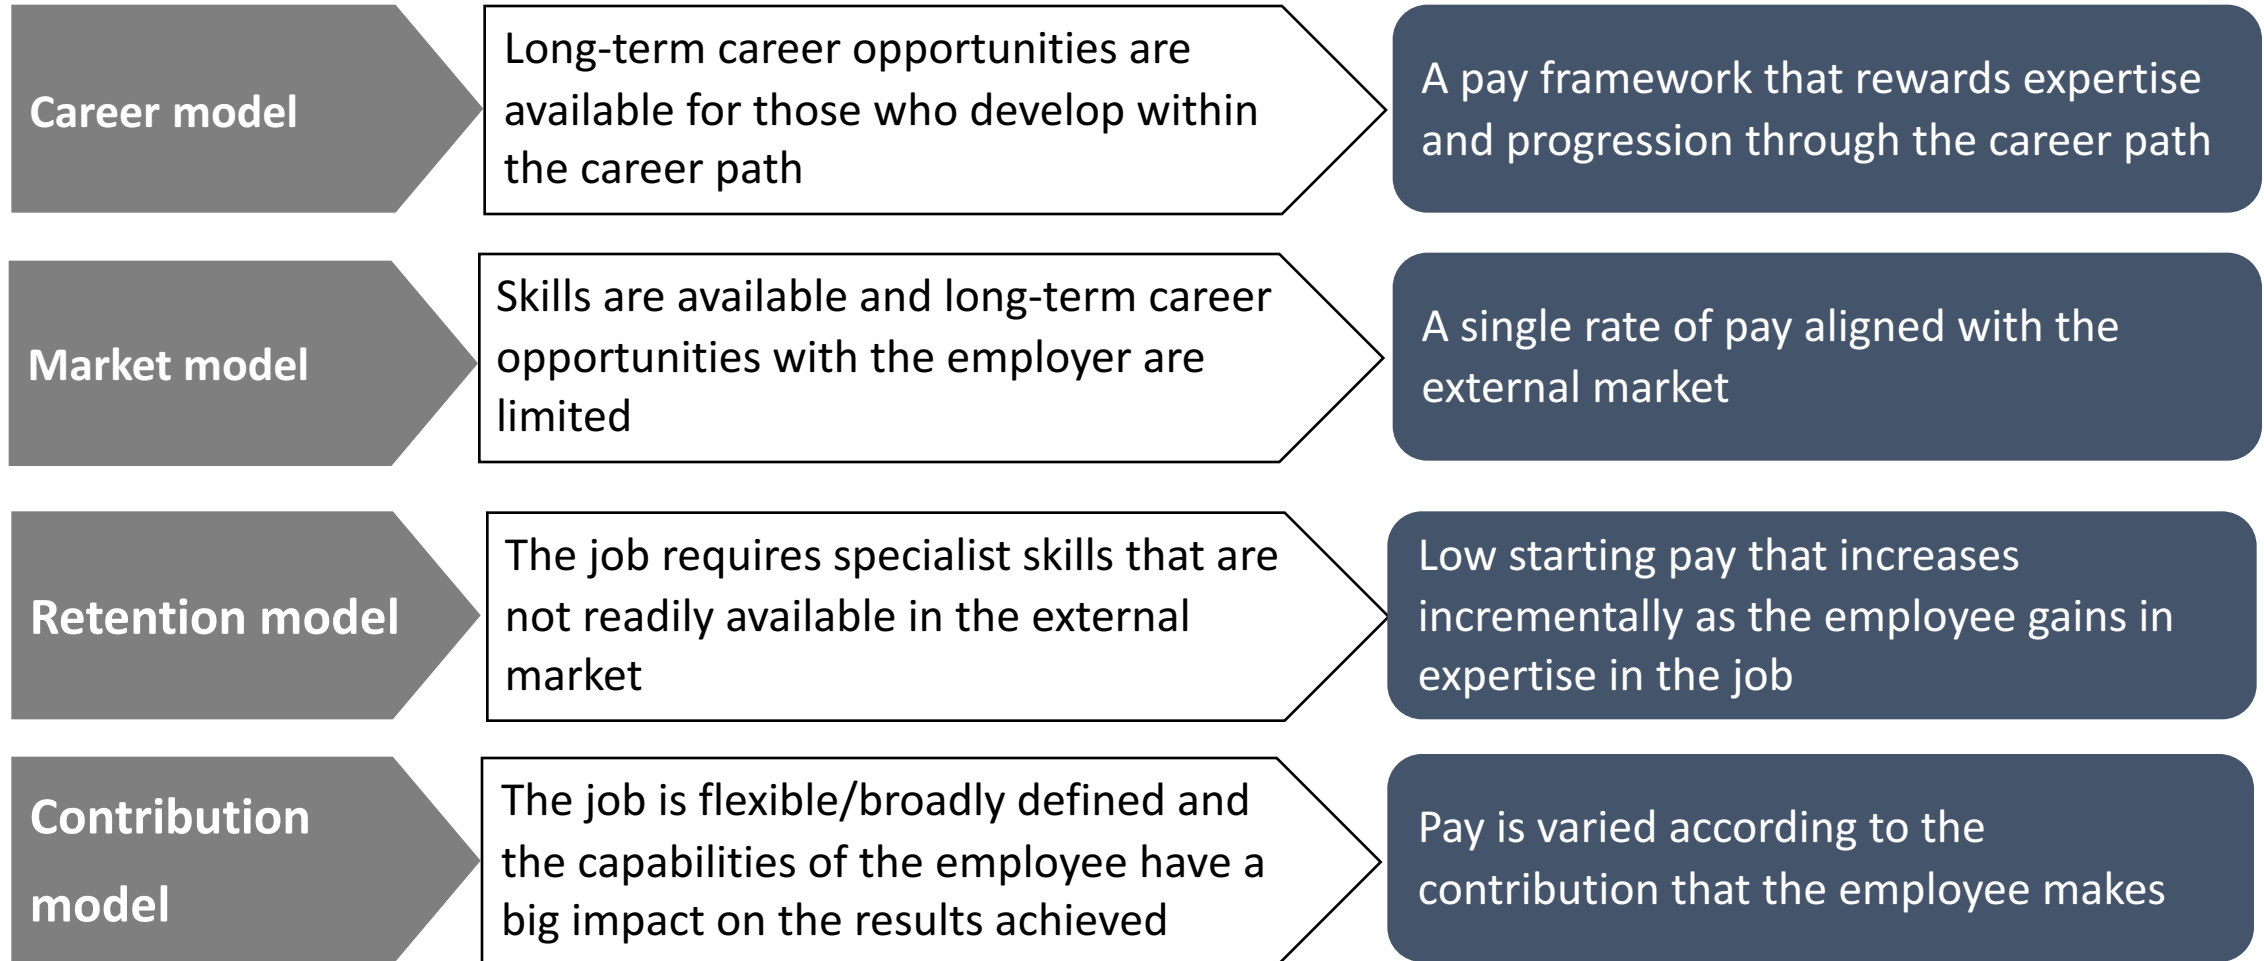 Career model
Long-term career opportunities are
available for those who develop within
the career path
A pay framework that rewards expertise
and progression through the career path
Market model
Skills are available and long-term career
opportunities with the employer are
limited
A single rate of pay aligned with the
external market
Retention model
The job requires specialist skills that are
not readily available in the external
market
Low starting pay that increases
incrementally as the employee gains in
expertise in the job
Contribution
model
The job is flexible/broadly defined and
the capabilities of the employee have a
big impact on the results achieved
Pay is varied according to the
contribution that the employee makes